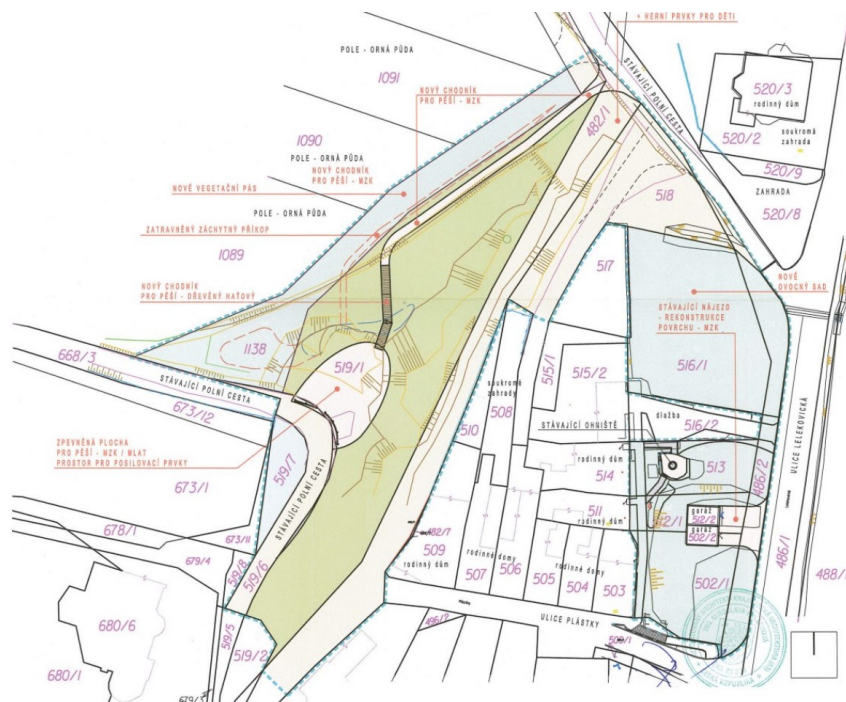 + HERNÍ PRVKY PRO DĚTI
POLE - ORNÁ PŮDA
1091
STÁVAJÍCÍ POLNÍ CESTA
520/3
rodinný dům
NOVÝ CHODNÍK
PRO PĚŠÍ - MZK
482/1
520/2
soukromá
zahrada
1090
POLE - ORNÁ PŮDA
NOVÝ CHODNÍK
PRO PĚŠÍ - MZK
520/9
ZAHRADA
NOVĚ VEGETAČNÍ PÁS
518
520/8
POLE - ORNÁ PŮDA
ZATRAVNĚNÝ ZÁCHYTNÝ PŘÍKOP
1089
517
NOVĚ
OVOCNÝ SAD
NOVÝ CHODNÍK
PRO PĚŠÍ - DŘEVĚNÝ HAŤOVÝ
STÁVAJÍCÍ NÁJEZD
- REKONSTRUKCE
POVRCHU - MZK
1138
668/3
519/1
515/1
515/2
516/1
STÁVAJÍCÍ POLNÍ CESTA
soukromé
zahrady
508
673/12
510
STÁVAJÍCÍ OHNIŠTĚ
dlažba
516/2
ULICE LELEKOVICKÁ
ZPEVNĚNÁ PLOCHA
PRO PĚŠÍ - MZK / MLAT
PROSTOR PRO POSILOVACÍ PRVKY
519/7
STÁVAJÍCÍ POLNÍ CESTA
rodinný dům
514
513
486/2
673/1
511
rodinný dům
garáž
512/2
garáž
502/2
678/1
673/11
482/7
509
rodinný dům
rodinné domy
506
507
505
rodinné domy
504
503
502/1
486/1
679/4
519/8
519/6
680/6
519/5
519/2
496/2
ULICE PLÁSTKY
680/1
679/3